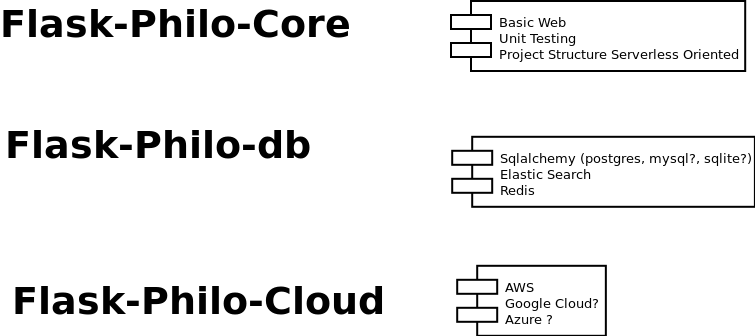 Flask-Philo-Core
Basic Web
Unit Testing
Project Structure Serverless Oriented
Flask-Philo-db
Sqlalchemy (postgres, mysql?, sqlite?)
Elastic Search
Redis
Flask-Philo-Cloud
AWS
Google Cloud?
Azure ?